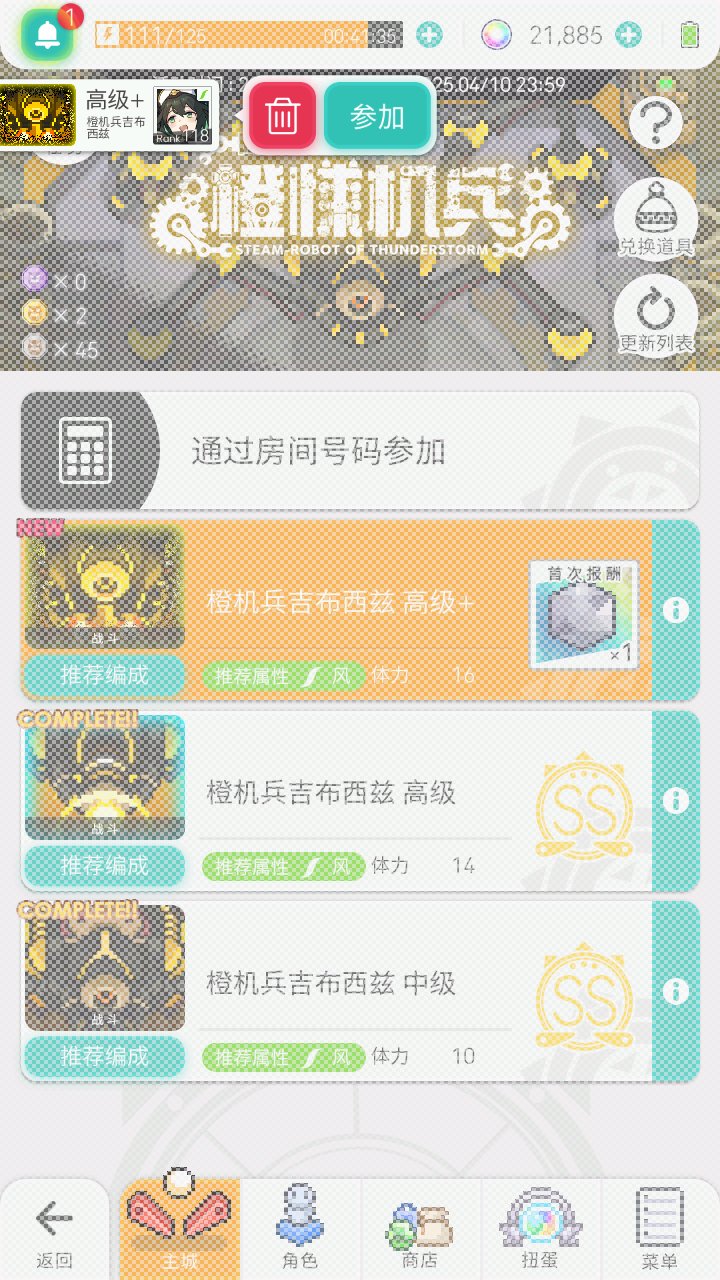 1
111/125
00:41:35
21,885
高级+
橙机兵吉布西兹
Rank 118
参加
25.04/10 23:59
橙楺机兵
STEAM-ROBOT OF THUNDERSTORM
× 0
× 2
× 45
兑换道具
更新列表
通过房间号码参加
NEW
战斗
橙机兵吉布西兹 高级+
首次报酬
×1
推荐编成
推荐属性 风 体力 16
COMPLETE!!
战斗
橙机兵吉布西兹 高级
SS
推荐编成
推荐属性 风 体力 14
COMPLETE!!
战斗
橙机兵吉布西兹 中级
SS
推荐编成
推荐属性 风 体力 10
返回
主城
角色
商店
扭蛋
菜单